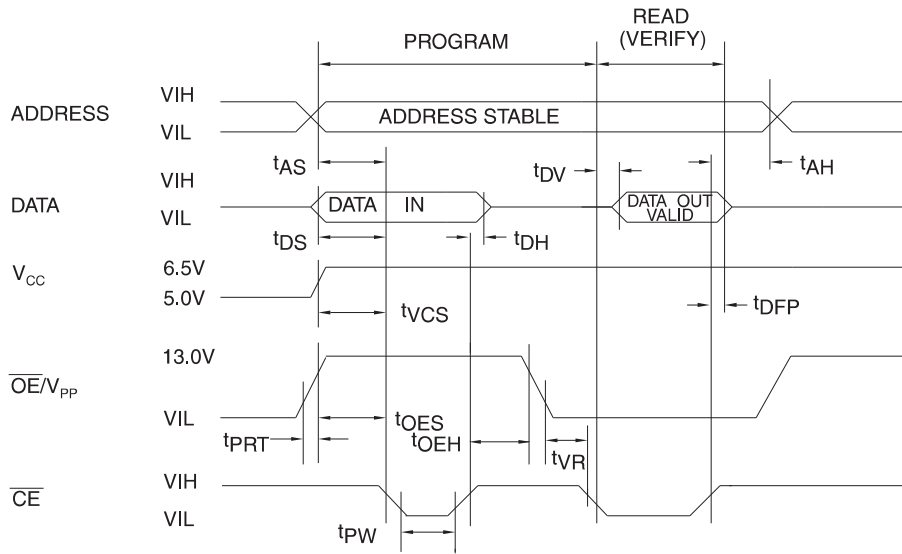 READ
(VERIFY)
PROGRAM
ADDRESS
VIH
VIL
ADDRESS STABLE
tAS
tDV
tAH
DATA
VIH
VIL
DATA IN
DATA OUT
VALID
tDS
tDH
VCC
6.5V
5.0V
tVCS
tDFP
OE/VPP
13.0V
VIL
tPRT
tOES
tOEH
tVR
CE
VIH
VIL
tPW